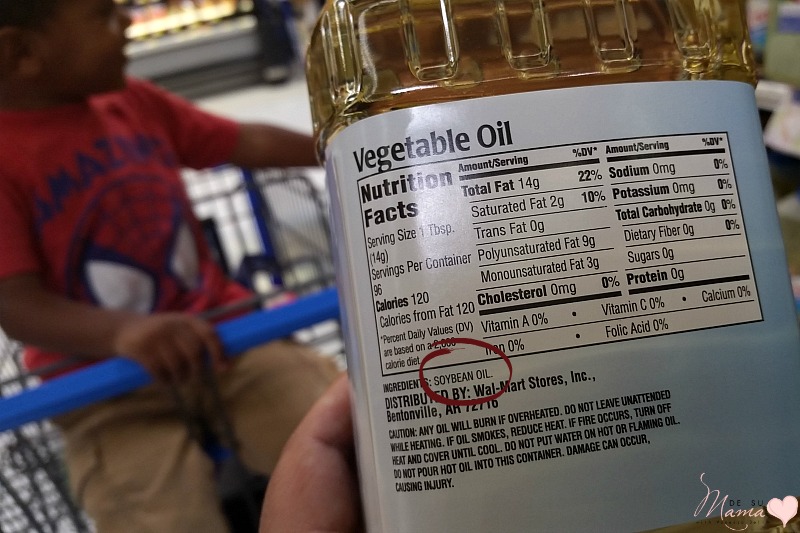 AMAZING
Vegetable Oil
Nutrition
Facts
Serving Size 1 Tbsp.
(14g)
Servings Per Container
96
Calories 120
Calories from Fat 120
*Percent Daily Values (DV)
are based on a 2,000
calorie diet.
Amount/Serving %DV*
Total Fat 14g 22%
Saturated Fat 2g 10%
Trans Fat 0g
Polyunsaturated Fat 9g
Monounsaturated Fat 3g
Cholesterol 0mg 0%
Amount/Serving %DV*
Sodium 0mg 0%
Potassium 0mg 0%
Total Carbohydrate 0g 0%
Dietary Fiber 0g 0%
Sugars 0g
Protein 0g
Vitamin A 0% • Vitamin C 0% • Calcium 0%
Iron 0% • Folic Acid 0%
INGREDIENTS: SOYBEAN OIL.
DISTRIBUTED BY: Wal-Mart Stores, Inc.,
Bentonville, AR 72716
CAUTION: ANY OIL WILL BURN IF OVERHEATED. DO NOT LEAVE UNATTENDED
WHILE HEATING. IF OIL SMOKES, REDUCE HEAT. IF FIRE OCCURS, TURN OFF
HEAT AND COVER UNTIL COOL. DO NOT PUT WATER ON HOT OR FLAMING OIL.
DO NOT POUR HOT OIL INTO THIS CONTAINER. DAMAGE CAN OCCUR,
CAUSING INJURY.
DE SU
Mama